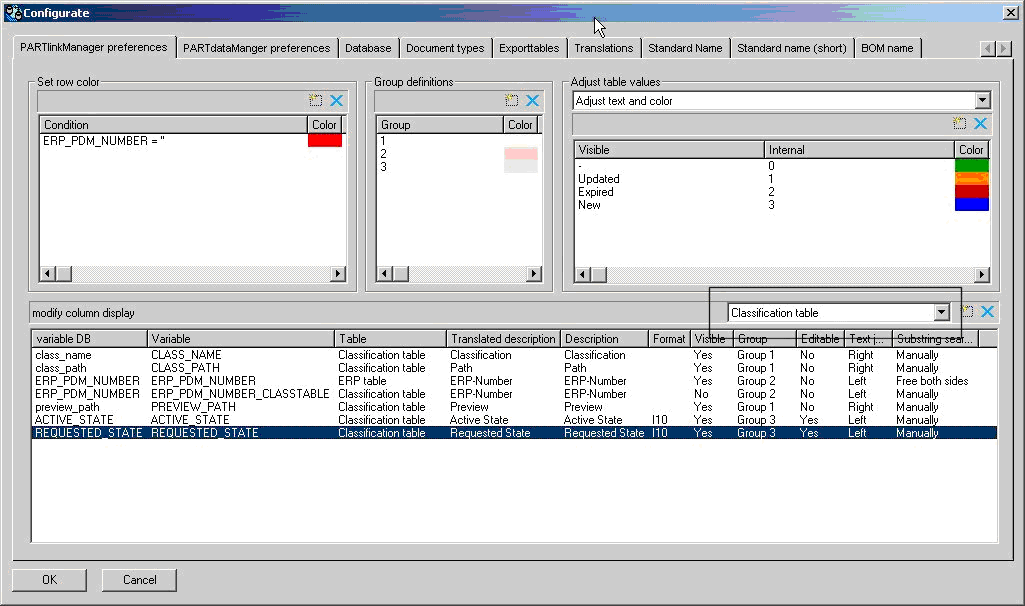 Configurate
PARTlinkManager preferences PARTdataManger preferences Database Document types Exporttables Translations Standard Name Standard name (short) BOM name
Set row color
Condition Color
ERP_PDM_NUMBER = ''
Group definitions
Group Color
1
2
3
Adjust table values
Adjust text and color
Visible Internal Color
- 0
Updated 1
Expired 2
New 3
modify column display Classification table
variable DB Variable Table Translated description Description Format Visible Group Editable Text j... Substring sear...
class_name CLASS_NAME Classification table Classification Classification Yes Group 1 No Right Manually
class_path CLASS_PATH Classification table Path Path Yes Group 1 No Right Manually
ERP_PDM_NUMBER ERP_PDM_NUMBER ERP table ERP-Number ERP-Number Yes Group 2 No Left Free both sides
ERP_PDM_NUMBER ERP_PDM_NUMBER_CLASSTABLE Classification table ERP-Number ERP-Number No Group 2 No Left Manually
preview_path PREVIEW_PATH Classification table Preview Preview Yes Group 1 No Right Manually
ACTIVE_STATE ACTIVE_STATE Classification table Active State Active State I10 Yes Group 3 Yes Left Manually
REQUESTED_STATE REQUESTED_STATE Classification table Requested State Requested State I10 Yes Group 3 Yes Left Manually
OK Cancel